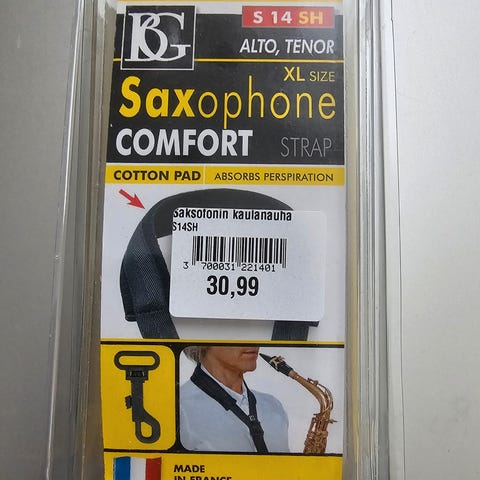 BG
S 14 SH
ALTO, TENOR
XL SIZE
Saxophone
COMFORT STRAP
COTTON PAD ABSORBS PERSPIRATION
Saksofonin kaulanauha
S14SH
3 700031 221401
30,99
MADE
IN FRANCE